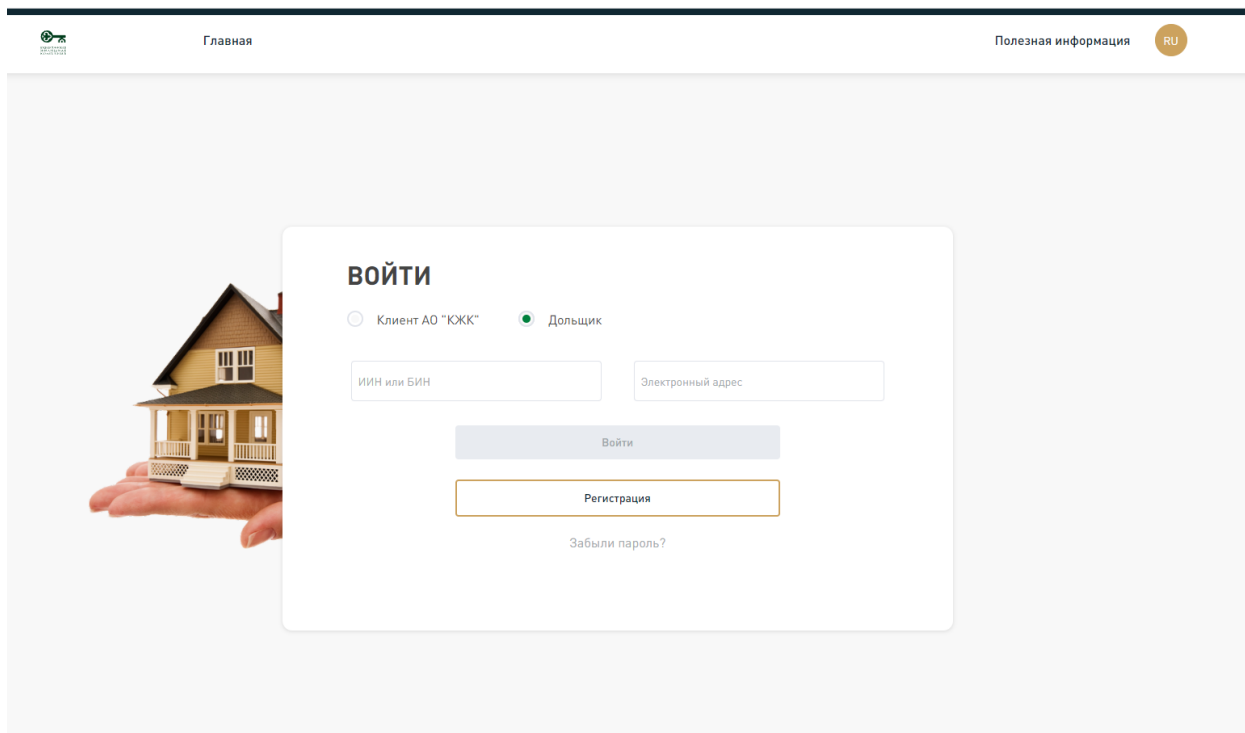 Главная
Полезная информация
RU
ВОЙТИ
Клиент АО "КЖК"
Дольщик
ИИН или БИН
Электронный адрес
Войти
Регистрация
Забыли пароль?